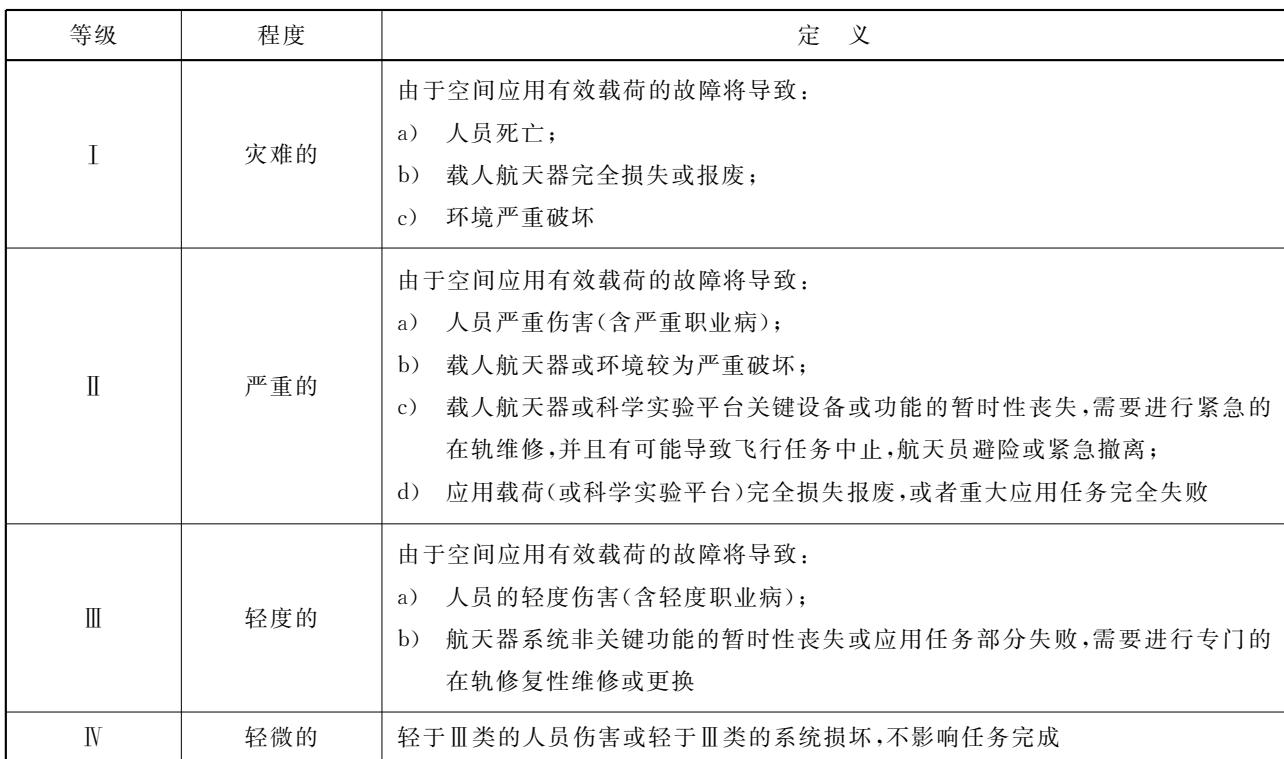 等级 程度 定 义
由于空间应用有效载荷的故障将导致:
a) 人员死亡;
Ⅰ 灾难的
b) 载人航天器完全损失或报废;
c) 环境严重破坏
由于空间应用有效载荷的故障将导致:
a) 人员严重伤害(含严重职业病);
b) 载人航天器或环境较为严重破坏;
Ⅱ 严重的
c) 载人航天器或科学实验平台关键设备或功能的暂时性丧失,需要进行紧急的
在轨维修,并且有可能导致飞行任务中止,航天员避险或紧急撤离;
d) 应用载荷(或科学实验平台)完全损失报废,或者重大应用任务完全失败
由于空间应用有效载荷的故障将导致:
a) 人员的轻度伤害(含轻度职业病);
Ⅲ 轻度的
b) 航天器系统非关键功能的暂时性丧失或应用任务部分失败,需要进行专门的
在轨修复性维修或更换
Ⅳ 轻微的 轻于Ⅲ类的人员伤害或轻于Ⅲ类的系统损坏,不影响任务完成